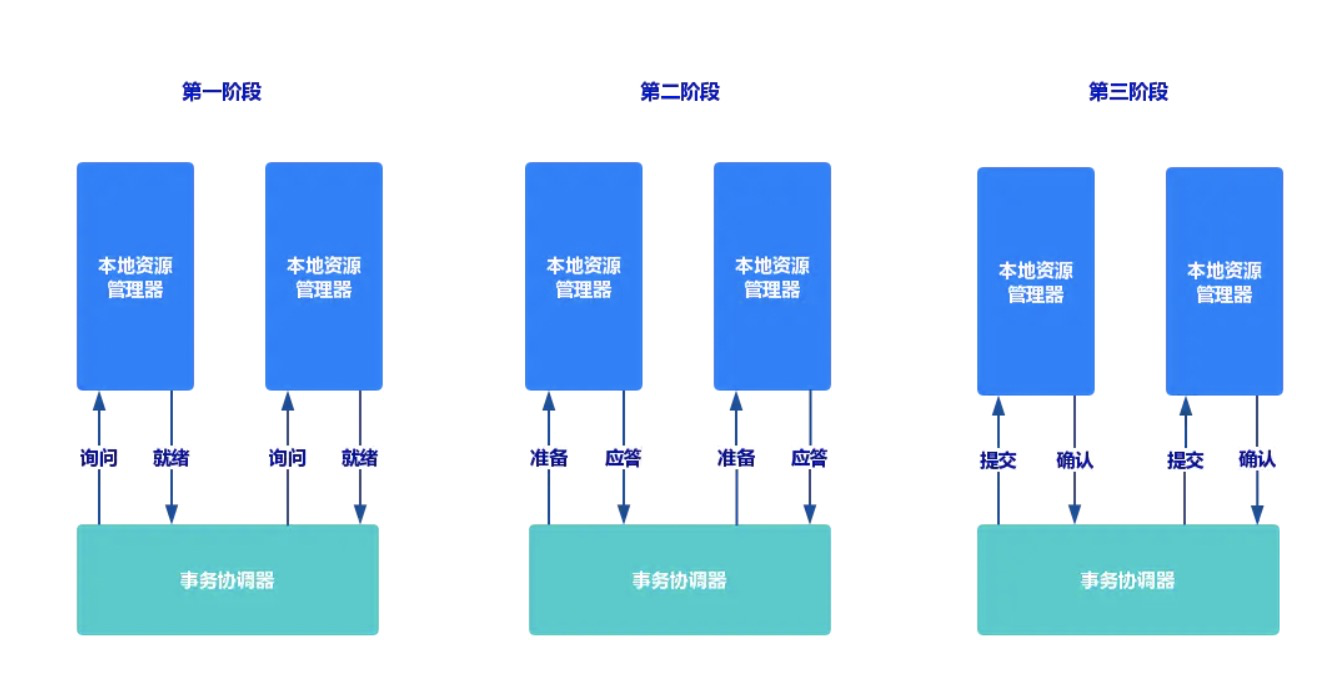 第一阶段
本地资源
管理器
本地资源
管理器
询问
就绪
询问
就绪
事务协调器
第二阶段
本地资源
管理器
本地资源
管理器
准备
应答
准备
应答
事务协调器
第三阶段
本地资源
管理器
本地资源
管理器
提交
确认
提交
确认
事务协调器